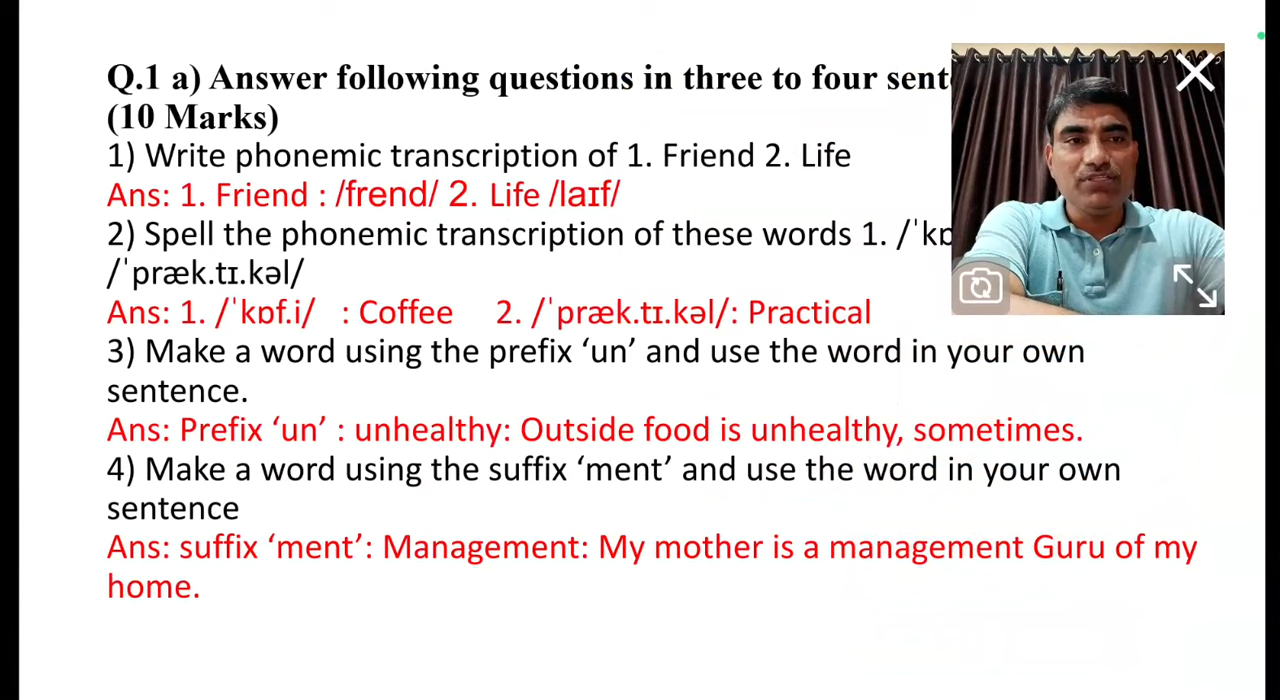 Q.1 a) Answer following questions in three to four
(10 Marks)
1) Write phonemic transcription of 1. Friend 2. Life
Ans: 1. Friend : /frend/ 2. Life /laɪf/
2) Spell the phonemic transcription of these words 1.
/ˈpræk.tɪ.kəl/
Ans: 1. /ˈkɒf.i/ : Coffee 2. /ˈpræk.tɪ.kəl/: Practical
3) Make a word using the prefix ‘un’ and use the word in your own
sentence.
Ans: Prefix ‘un’ : unhealthy: Outside food is unhealthy, sometimes.
4) Make a word using the suffix ‘ment’ and use the word in your own
sentence
Ans: suffix ‘ment’: Management: My mother is a management Guru of my
home.